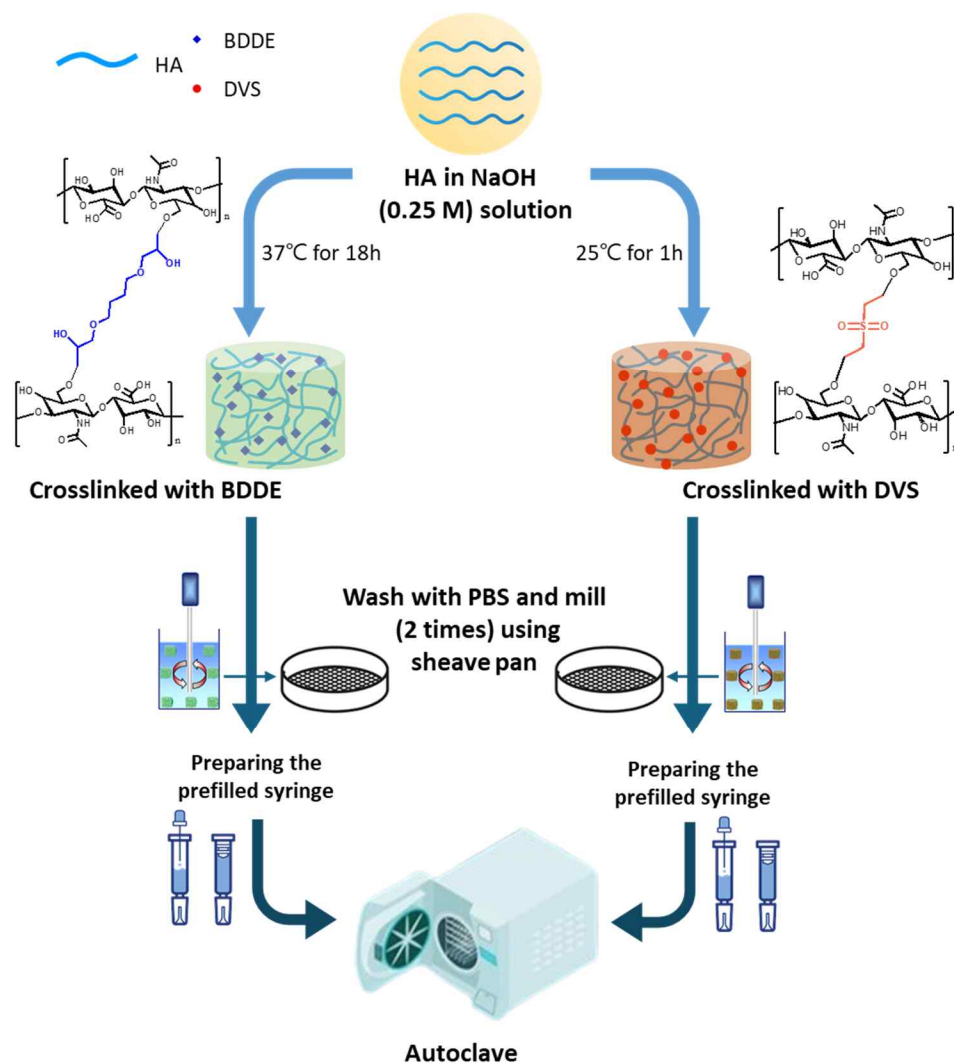 BDDE
HA
DVS
HA in NaOH
(0.25 M) solution
37℃ for 18h
25℃ for 1h
Crosslinked with BDDE
Crosslinked with DVS
Wash with PBS and mill
(2 times) using
sheave pan
Preparing the
prefilled syringe
Preparing the
prefilled syringe
Autoclave